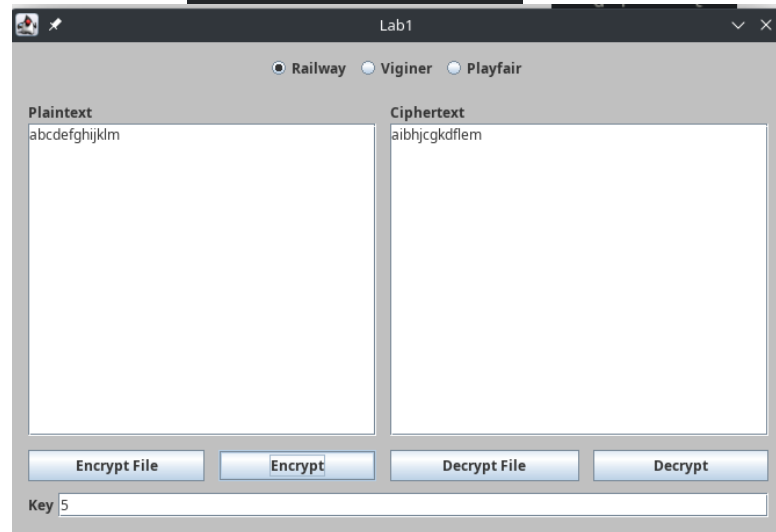 Lab1
Railway Viginer Playfair
Plaintext Ciphertext
abcdefghijklm aibhjcgkdflem
Encrypt File Encrypt Decrypt File Decrypt
Key 5